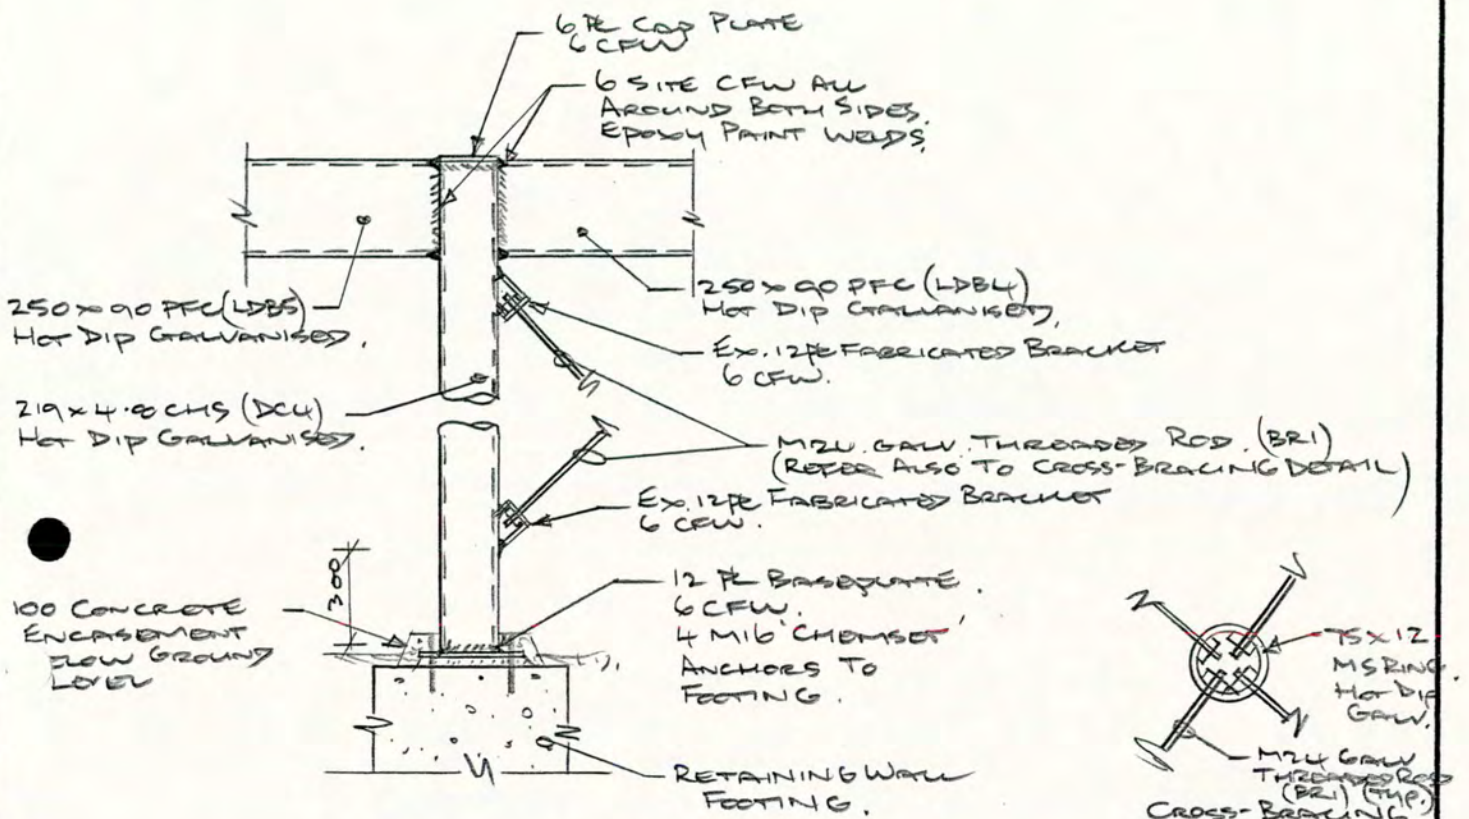 6 PL CAP PLATE
6 CFW
6 SITE CFW ALL
AROUND BOTH SIDES.
EPOXY PAINT WELDS.
250 x 90 PFC (LDB5)
HOT DIP GALVANISED.
250 x 90 PFC (LDB4)
HOT DIP GALVANISED.
EX. 12 PL FABRICATED BRACKET
6 CFW.
219 x 4.8 CHS (DC4)
HOT DIP GALVANISED.
M24 GALV. THREADED ROD. (BR1)
(REFER ALSO TO CROSS-BRACING DETAIL)
EX. 12 PL FABRICATED BRACKET
6 CFW.
300
100 CONCRETE
ENCASEMENT
BELOW GROUND
LEVEL
12 PL BASEPLATE.
6 CFW.
4 M16 'CHEMSET'
ANCHORS TO
FOOTING.
RETAINING WALL
FOOTING.
75 x 12
MS RING.
HOT DIP
GALV.
M24 GALV
THREADED ROD
(BR1) (TYP.)
CROSS-BRACING